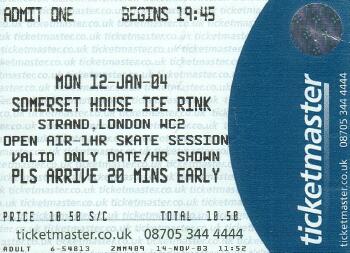 ADMIT ONE BEGINS 19:45
MON 12-JAN-04
SOMERSET HOUSE ICE RINK
STRAND,LONDON WC2
OPEN AIR-1HR SKATE SESSION
VALID ONLY DATE/HR SHOWN
PLS ARRIVE 20 MINS EARLY
PRICE 10.50 S/C TOTAL 10.50
ticketmaster.co.uk 08705 344 4444
ADULT 6-54813 ZMM489 14-NOV-03 11:52
ticketmaster
ticketmaster.co.uk 08705 344 4444